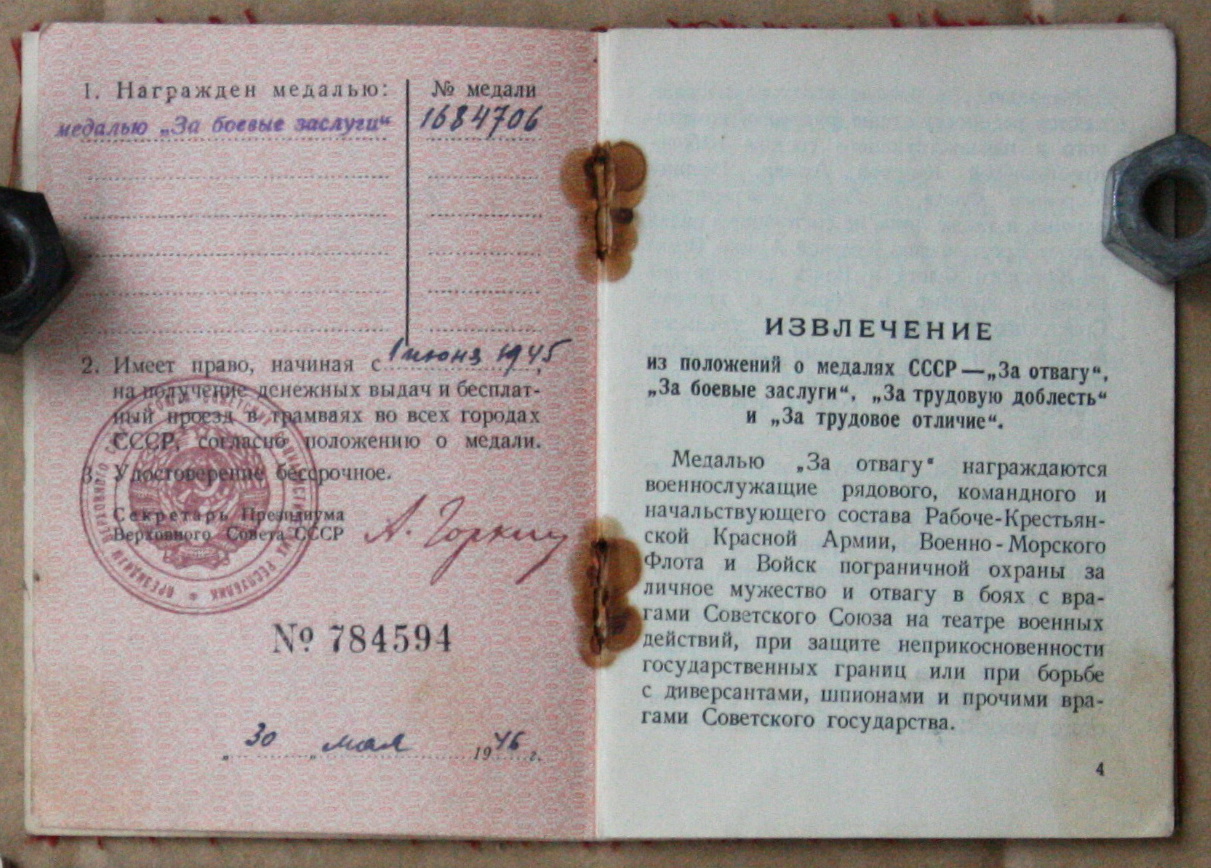 1. Награжден медалью:
№ медали
медалью „За боевые заслуги“
1684706
2. Имеет право, начиная с 1 июня 1945,
на получение денежных выдач и бесплат-
ный проезд в трамваях во всех городах
СССР, согласно положению о медали.
3. Удостоверение бессрочное.
Секретарь Президиума
Верховного Совета СССР
А. Горкин
№ 784594
„30„ мая 1946 г.
ИЗВЛЕЧЕНИЕ
из положений о медалях СССР—„За отвагу“,
„За боевые заслуги“, „За трудовую доблесть“
и „За трудовое отличие“.
Медалью „За отвагу“ награждаются
военнослужащие рядового, командного и
начальствующего состава Рабоче-Крестьян-
ской Красной Армии, Военно-Морского
Флота и Войск пограничной охраны за
личное мужество и отвагу в боях с вра-
гами Советского Союза на театре военных
действий, при защите неприкосновенности
государственных границ или при борьбе
с диверсантами, шпионами и прочими вра-
гами Советского государства.
4